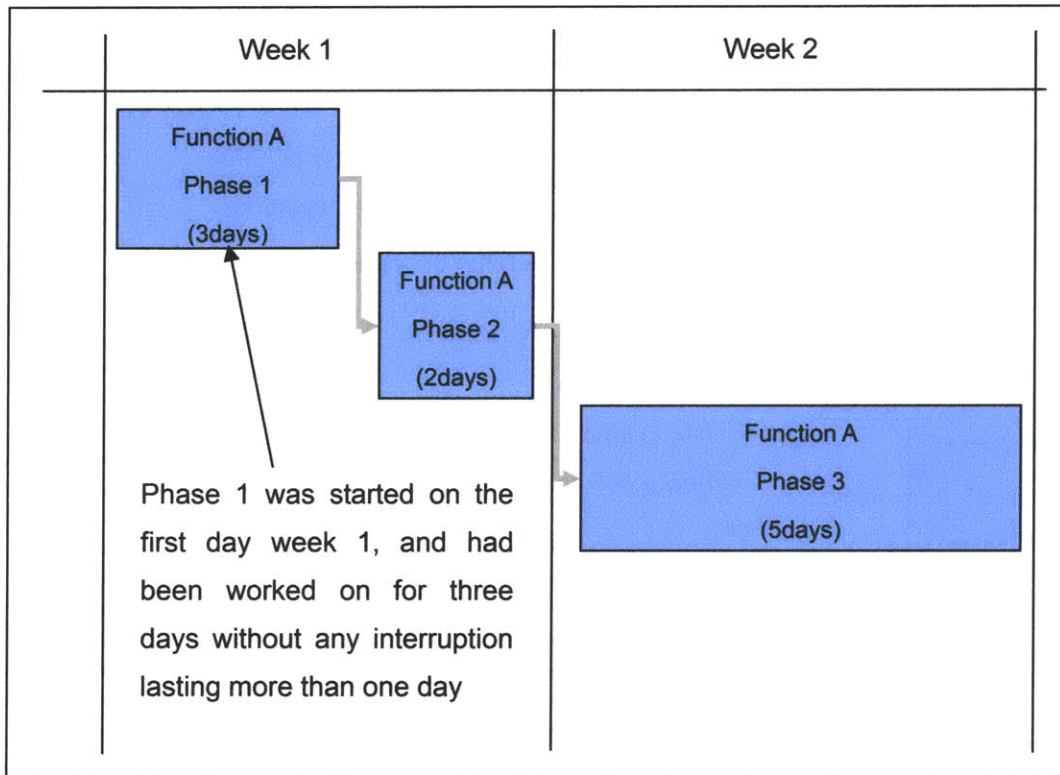 Week 1
Week 2
Function A
Phase 1
(3days)
Function A
Phase 2
(2days)
Function A
Phase 3
(5days)
Phase 1 was started on the
first day week 1, and had
been worked on for three
days without any interruption
lasting more than one day